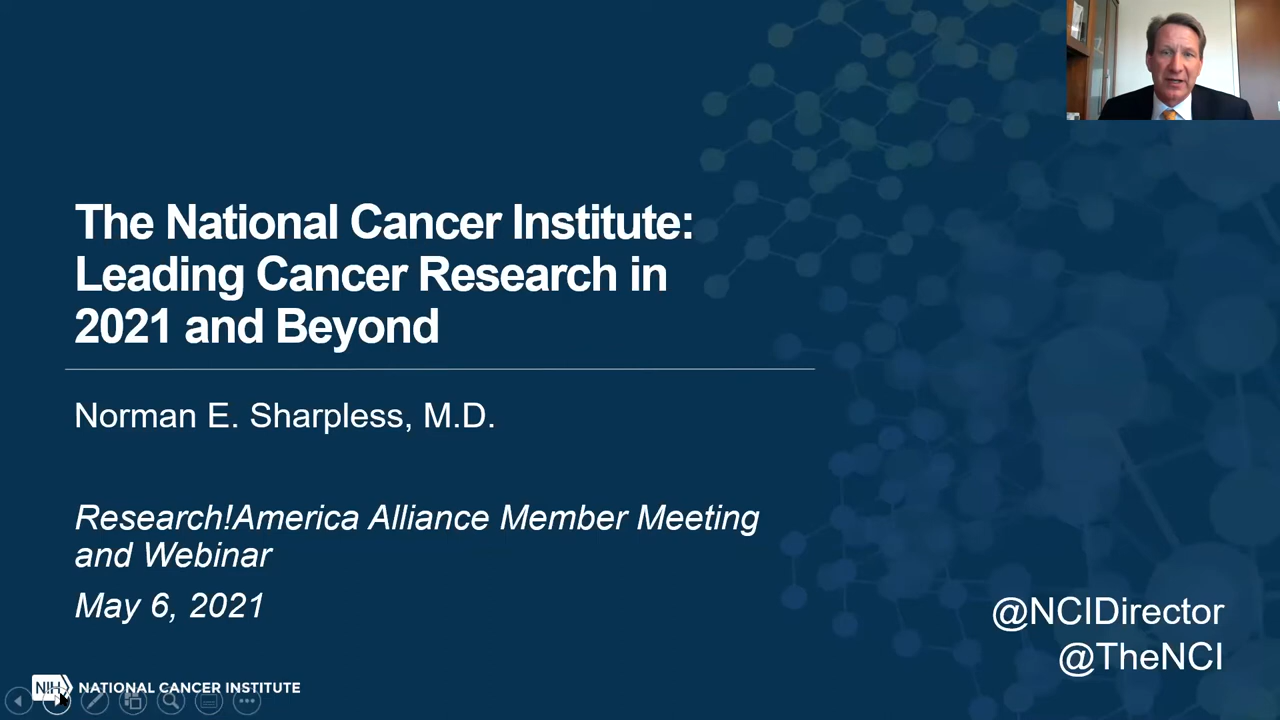 The National Cancer Institute:
Leading Cancer Research in
2021 and Beyond
Norman E. Sharpless, M.D.
Research!America Alliance Member Meeting
and Webinar
May 6, 2021
@NCIDirector
@TheNCI
NIH NATIONAL CANCER INSTITUTE